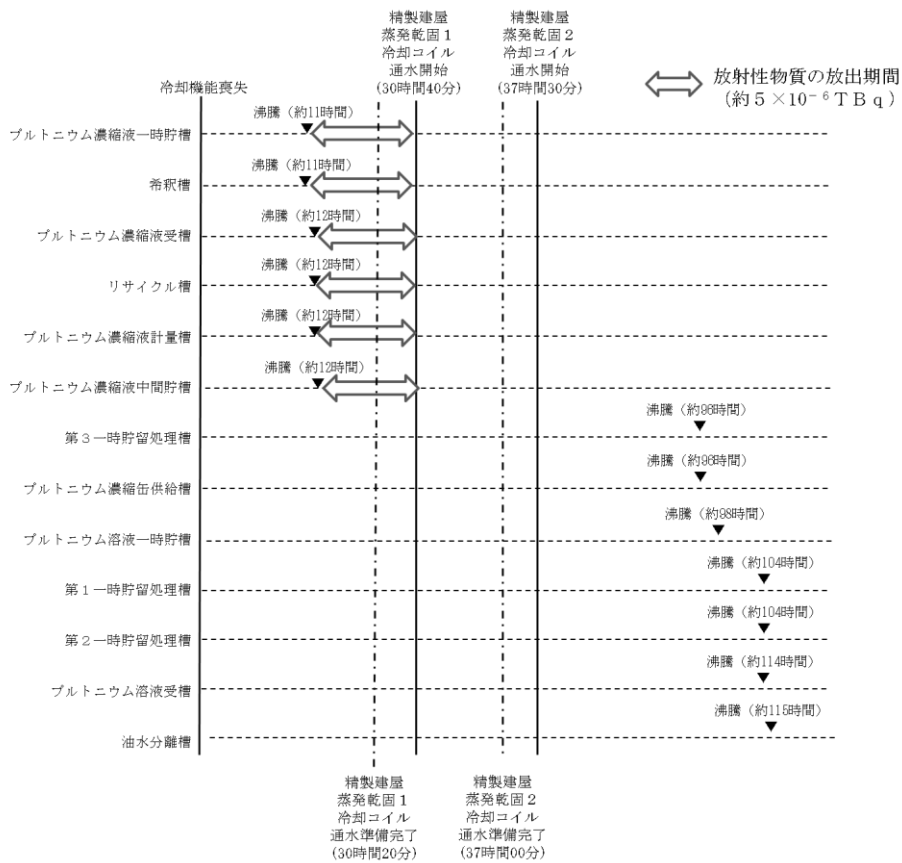 精製建屋
蒸発乾固１
冷却コイル
通水開始
(30時間40分)
精製建屋
蒸発乾固２
冷却コイル
通水開始
(37時間30分)
冷却機能喪失
放射性物質の放出期間
(約５×10⁻⁶ＴＢｑ)
沸騰（約11時間）
プルトニウム濃縮液一時貯槽
沸騰（約11時間）
希釈槽
沸騰（約12時間）
プルトニウム濃縮液受槽
沸騰（約12時間）
リサイクル槽
沸騰（約12時間）
プルトニウム濃縮液計量槽
沸騰（約12時間）
プルトニウム濃縮液中間貯槽
沸騰（約96時間）
第３一時貯留処理槽
沸騰（約96時間）
プルトニウム濃縮缶供給槽
沸騰（約98時間）
プルトニウム溶液一時貯槽
沸騰（約104時間）
第１一時貯留処理槽
沸騰（約104時間）
第２一時貯留処理槽
沸騰（約114時間）
プルトニウム溶液受槽
沸騰（約115時間）
油水分離槽
精製建屋
蒸発乾固１
冷却コイル
通水準備完了
(30時間20分)
精製建屋
蒸発乾固２
冷却コイル
通水準備完了
(37時間00分)